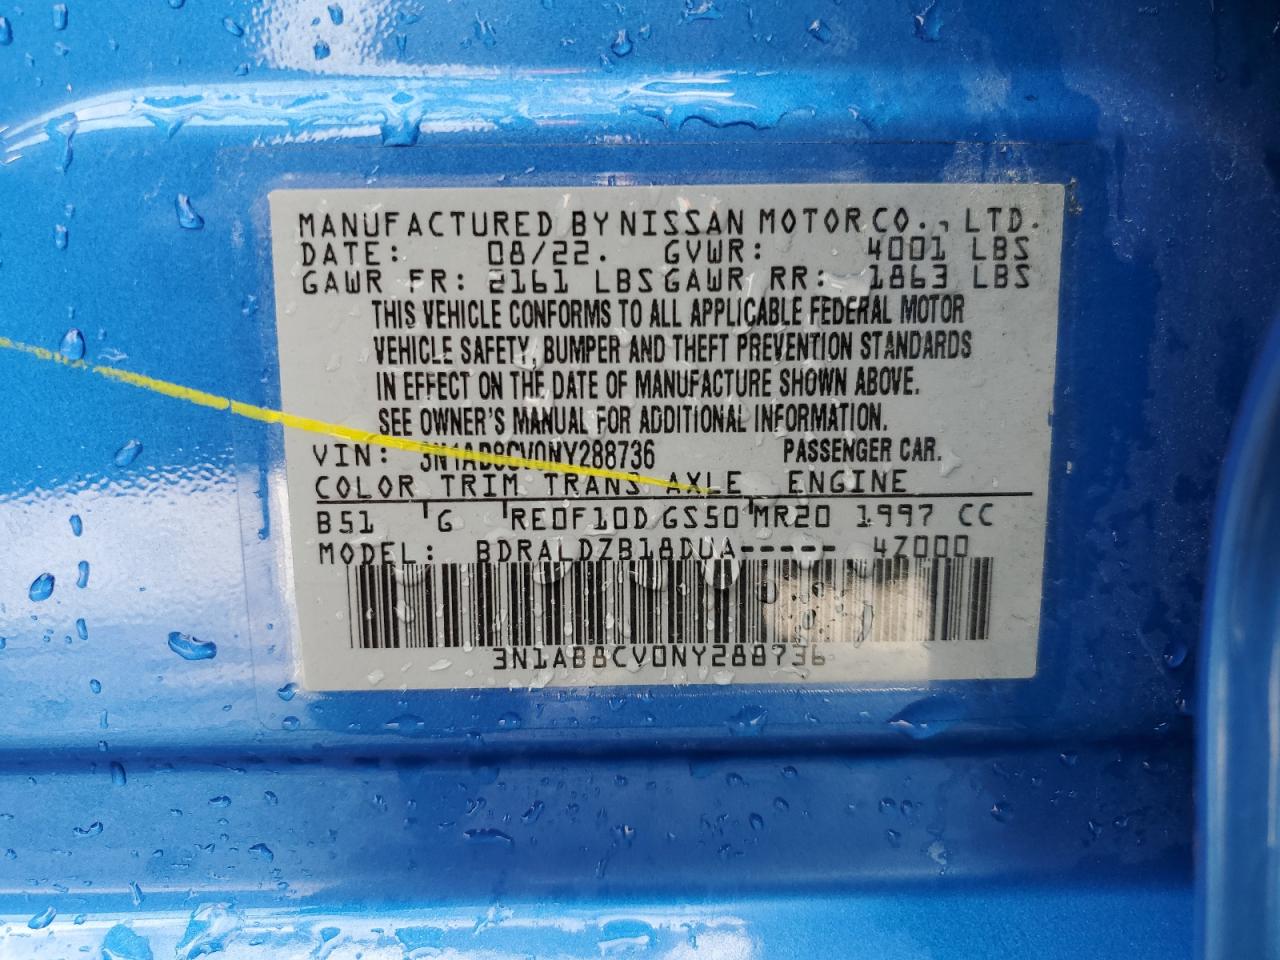 MANUFACTURED BY NISSAN MOTOR CO., LTD.
DATE: 08/22. GVWR: 4001 LBS
GAWR FR: 2161 LBS GAWR RR: 1863 LBS
THIS VEHICLE CONFORMS TO ALL APPLICABLE FEDERAL MOTOR
VEHICLE SAFETY, BUMPER AND THEFT PREVENTION STANDARDS
IN EFFECT ON THE DATE OF MANUFACTURE SHOWN ABOVE.
SEE OWNER'S MANUAL FOR ADDITIONAL INFORMATION.
VIN: 3N1AB8CV0NY288736 PASSENGER CAR.
COLOR TRIM TRANS AXLE ENGINE
B51 G RE0F10D GS50 MR20 1997 CC
MODEL: BDRALDZB18DUA----- 4Z000
3N1AB8CV0NY288736